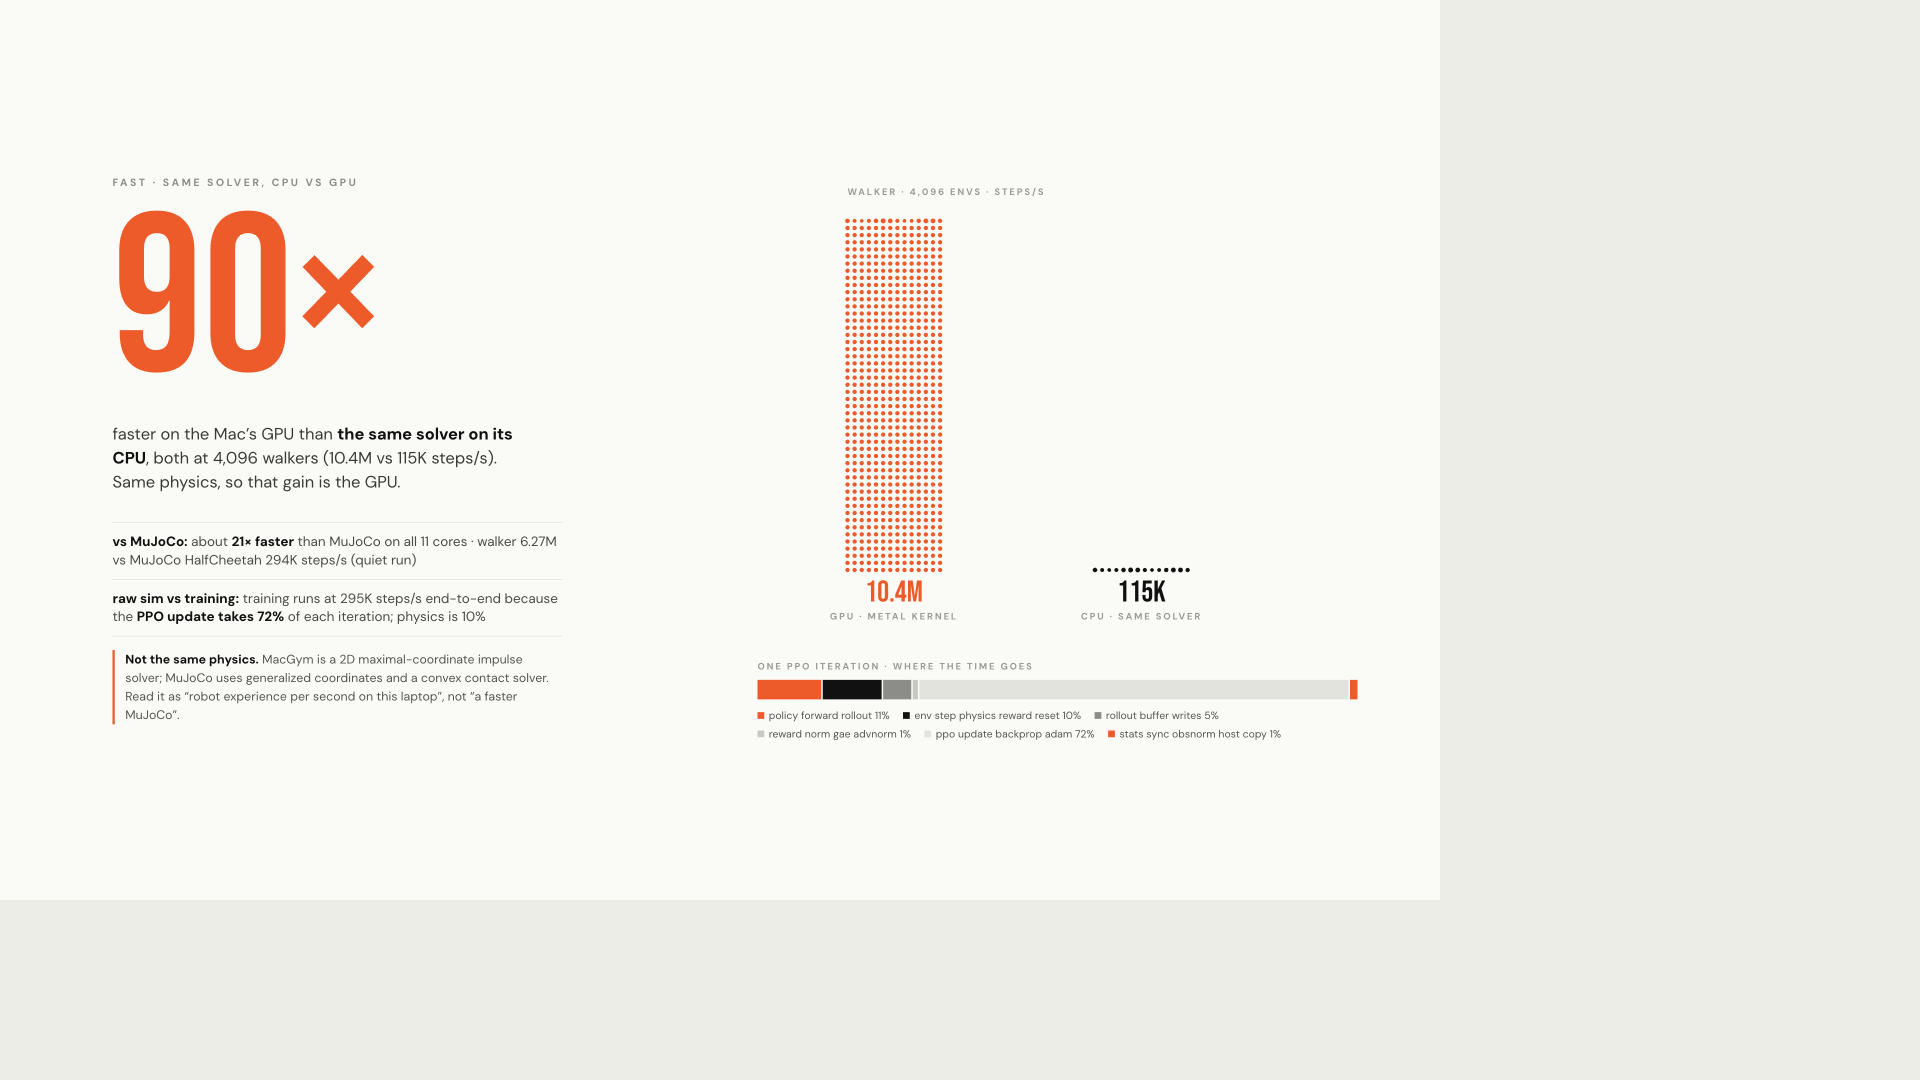 FAST · SAME SOLVER, CPU VS GPU
90×
faster on the Mac’s GPU than the same solver on its
CPU, both at 4,096 walkers (10.4M vs 115K steps/s).
Same physics, so that gain is the GPU.
vs MuJoCo: about 21× faster than MuJoCo on all 11 cores · walker 6.27M
vs MuJoCo HalfCheetah 294K steps/s (quiet run)
raw sim vs training: training runs at 295K steps/s end-to-end because
the PPO update takes 72% of each iteration; physics is 10%
Not the same physics. MacGym is a 2D maximal-coordinate impulse
solver; MuJoCo uses generalized coordinates and a convex contact solver.
Read it as “robot experience per second on this laptop”, not “a faster
MuJoCo”.
WALKER · 4,096 ENVS · STEPS/S
10.4M
GPU · METAL KERNEL
115K
CPU · SAME SOLVER
ONE PPO ITERATION · WHERE THE TIME GOES
policy forward rollout 11% env step physics reward reset 10% rollout buffer writes 5%
reward norm gae advnorm 1% ppo update backprop adam 72% stats sync obsnorm host copy 1%